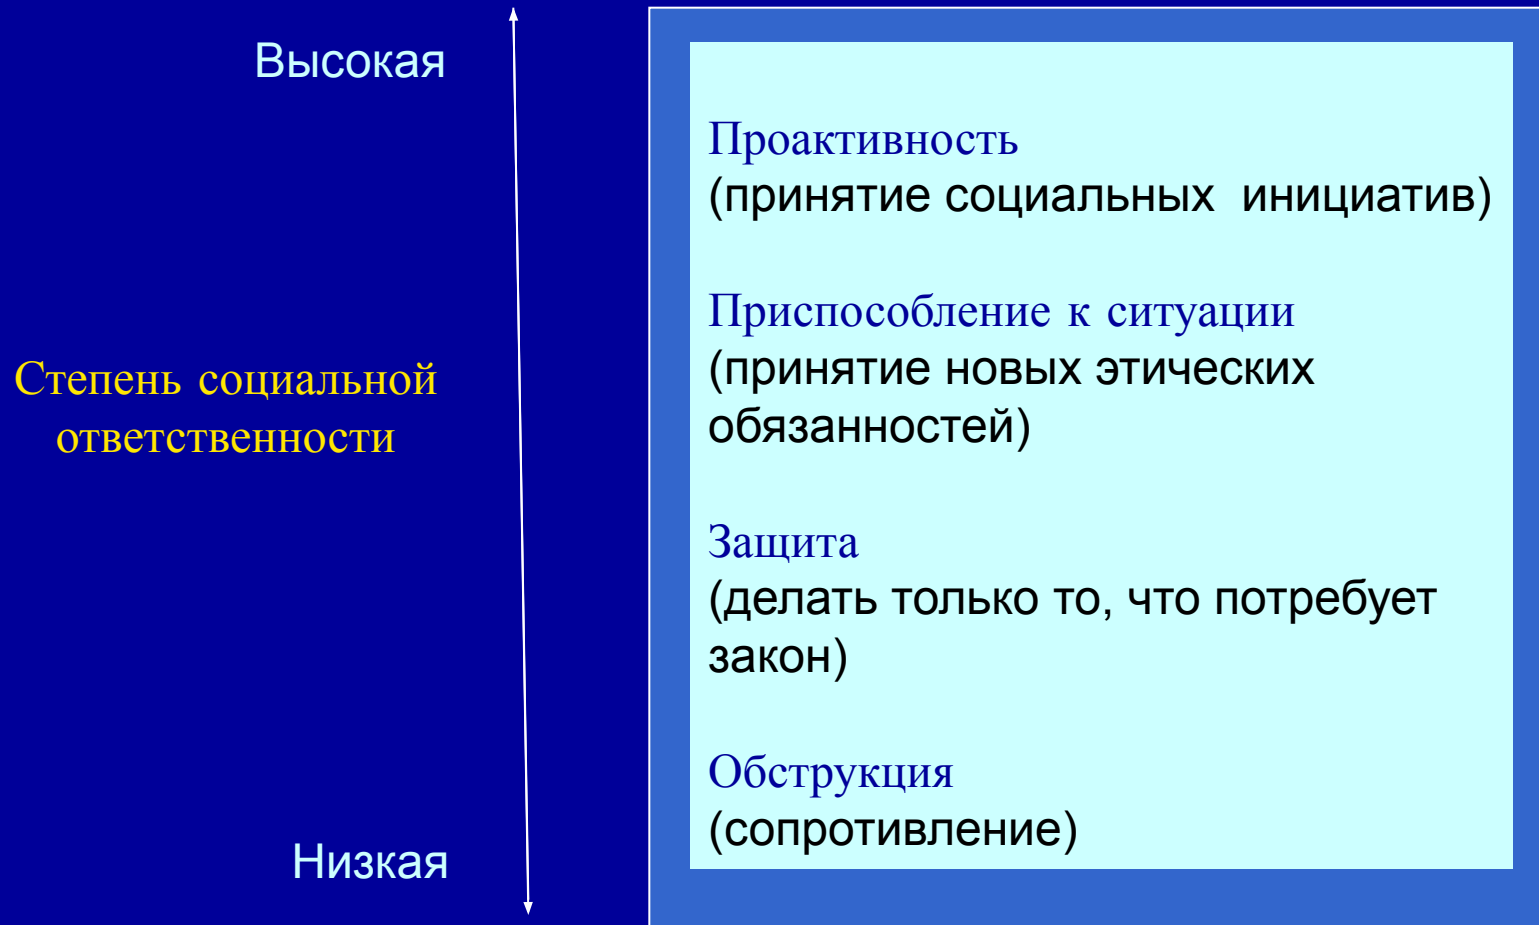 Высокая
Степень социальной
ответственности
Низкая
Проактивность
(принятие социальных инициатив)
Приспособление к ситуации
(принятие новых этических
обязанностей)
Защита
(делать только то, что потребует
закон)
Обструкция
(сопротивление)